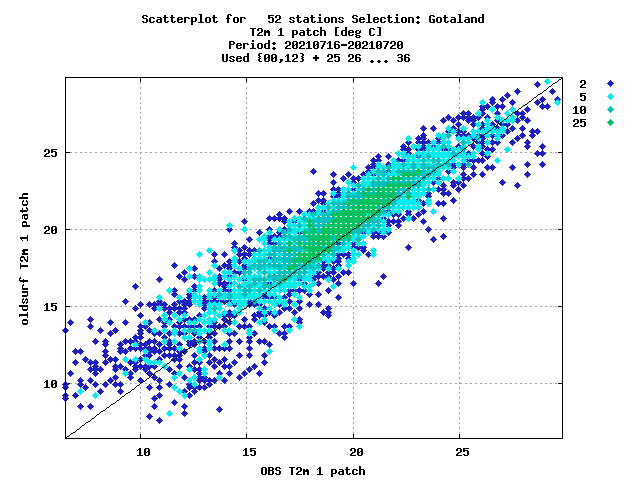 Scatterplot for 52 stations Selection: Gotaland
T2m 1 patch [deg C]
Period: 20210716-20210720
Used {00,12} + 25 26 ... 36
2
5
10
25
25
20
15
10
oldsurf T2m 1 patch
10 15 20 25
OBS T2m 1 patch